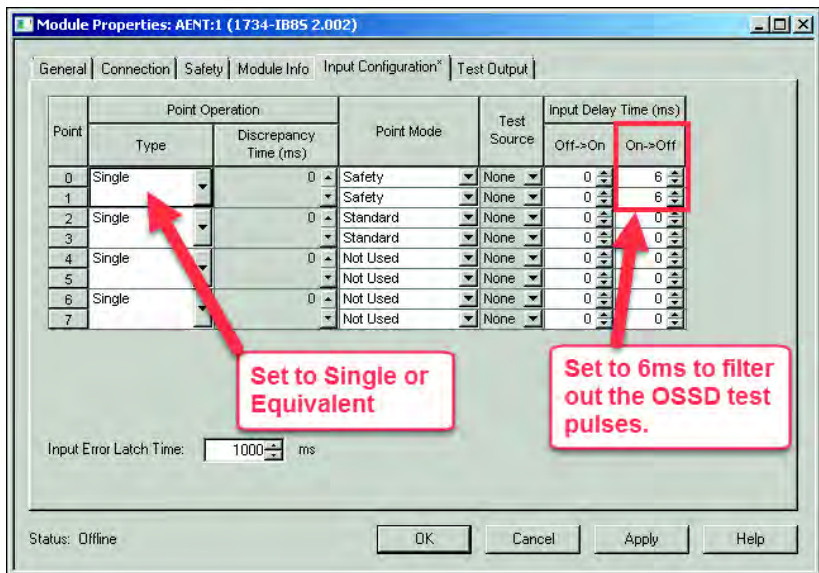 Module Properties: AENT:1 (1734-IB8S 2.002)
General Connection Safety Module Info Input Configuration* Test Output
Point Point Operation Point Mode Test Source Input Delay Time (ms)
Type Discrepancy Time (ms) Off->On On->Off
0 Single 0 Safety None 0 6
1 Safety None 0 6
2 Single 0 Standard None 0 0
3 Standard None 0 0
4 Single 0 Not Used None 0 0
5 Not Used None 0 0
6 Single 0 Not Used None 0 0
7 Not Used None 0 0
Set to Single or
Equivalent
Set to 6ms to filter
out the OSSD test
pulses.
Input Error Latch Time: 1000 ms
Status: Offline OK Cancel Apply Help